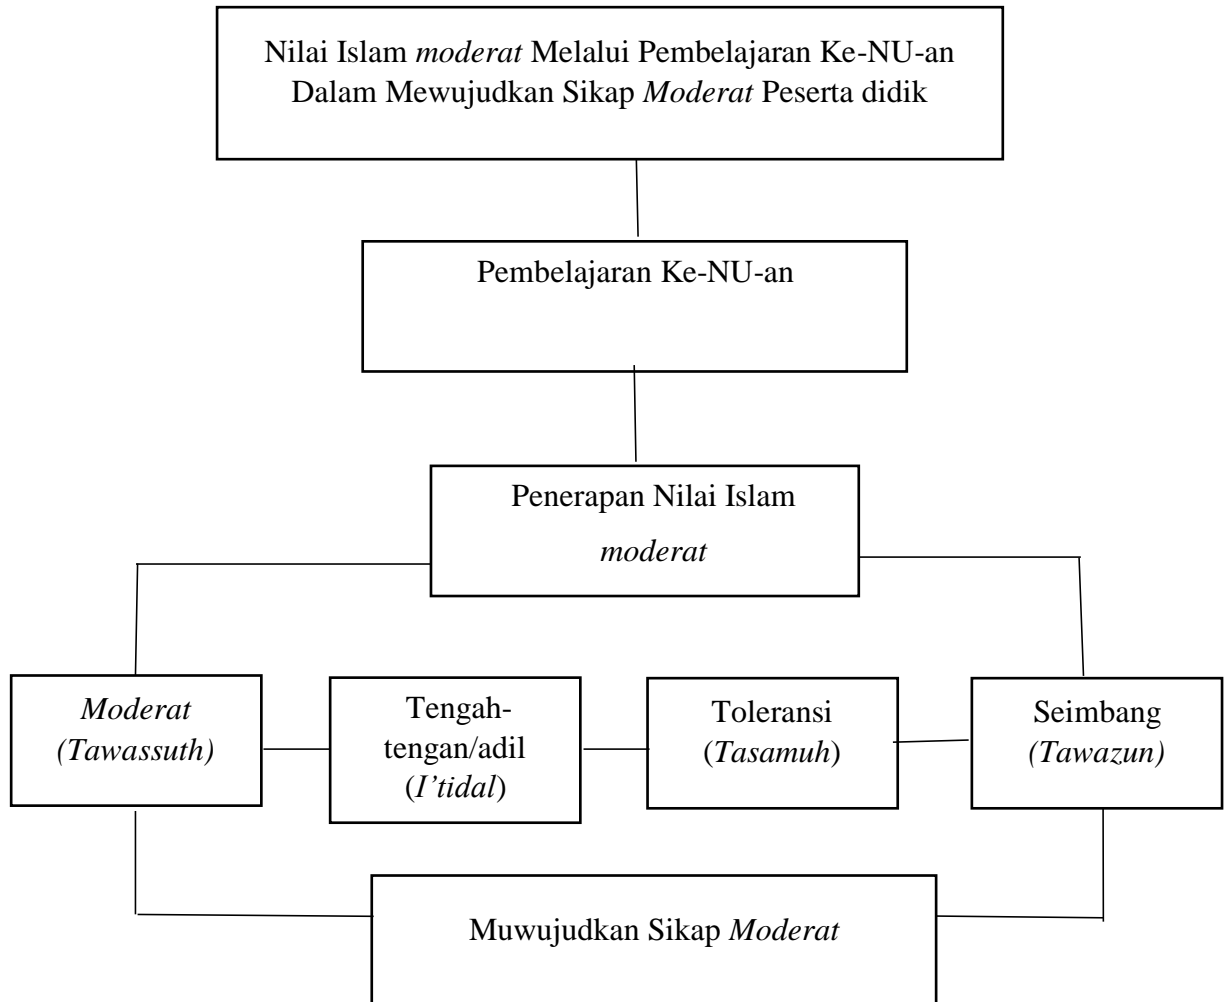 Nilai Islam moderat Melalui Pembelajaran Ke-NU-an
Dalam Mewujudkan Sikap Moderat Peserta didik
Pembelajaran Ke-NU-an
Penerapan Nilai Islam
moderat
Moderat
(Tawassuth)
Tengah-
tengan/adil
(I’tidal)
Toleransi
(Tasamuh)
Seimbang
(Tawazun)
Muwujudkan Sikap Moderat